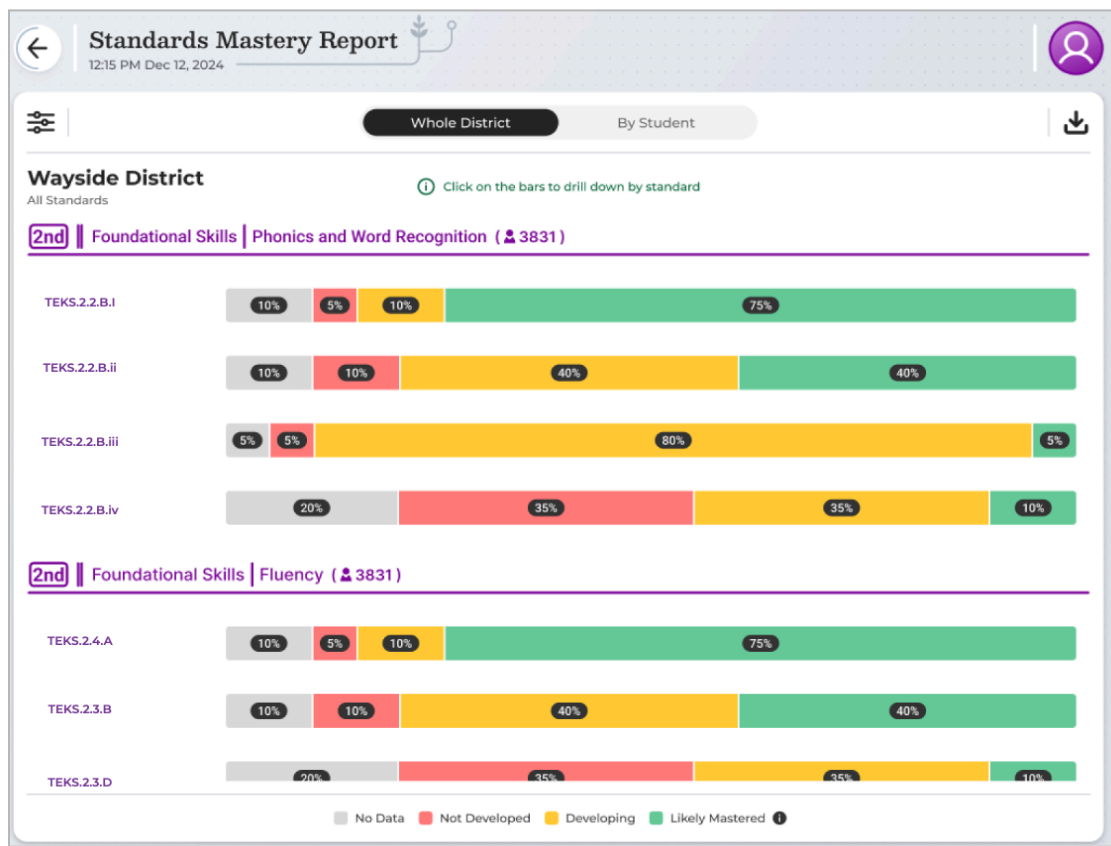 Standards Mastery Report
12:15 PM Dec 12, 2024
Whole District By Student
Wayside District
All Standards
Click on the bars to drill down by standard
2nd Foundational Skills Phonics and Word Recognition ( 3831 )
TEKS.2.2.B.I 10% 5% 10% 75%
TEKS.2.2.B.ii 10% 10% 40% 40%
TEKS.2.2.B.iii 5% 5% 80% 5%
TEKS.2.2.B.iv 20% 35% 35% 10%
2nd Foundational Skills Fluency ( 3831 )
TEKS.2.4.A 10% 5% 10% 75%
TEKS.2.3.B 10% 10% 40% 40%
TEKS.2.3.D 20% 35% 35% 10%
No Data Not Developed Developing Likely Mastered